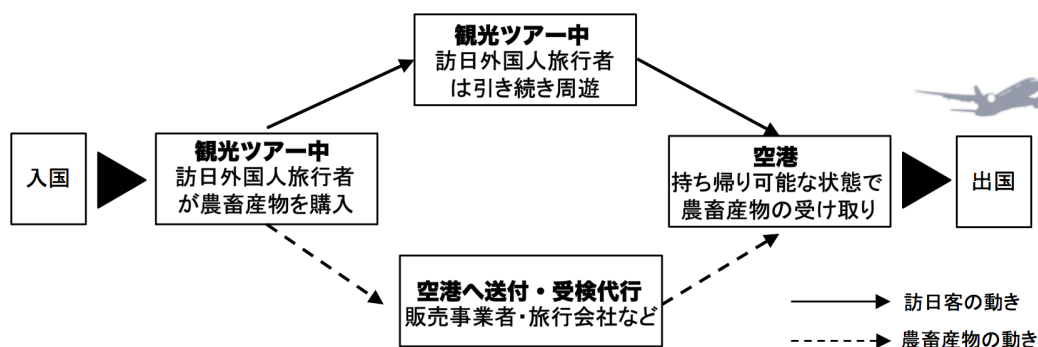 観光ツアー中
訪日外国人旅行者
は引き続き周遊
入国
観光ツアー中
訪日外国人旅行者
が農畜産物を購入
空港
持ち帰り可能な状態で
農畜産物の受け取り
出国
空港へ送付・受検代行
販売事業者・旅行会社など
訪日客の動き
農畜産物の動き